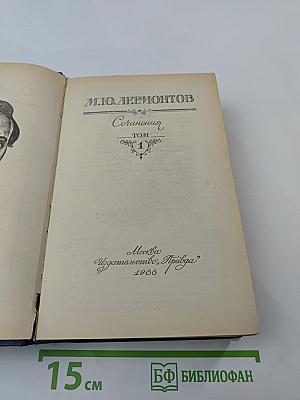 М.Ю. ЛЕРМОНТОВ
Сочинения
ТОМ
1
Москва
Издательство „Правда"
1986
15 см
БФ БИБЛИОФАН